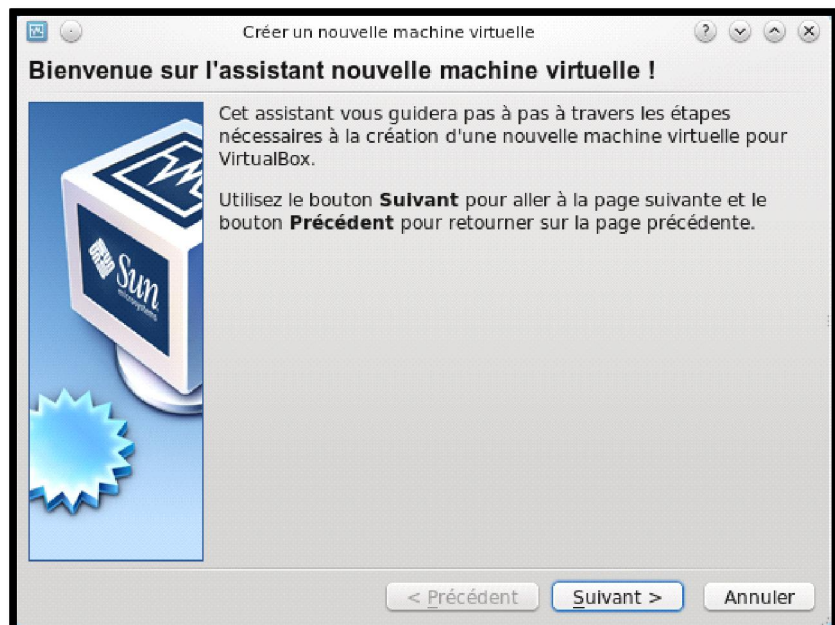 Créer un nouvelle machine virtuelle
Bienvenue sur l'assistant nouvelle machine virtuelle !
Cet assistant vous guidera pas à pas à travers les étapes
nécessaires à la création d'une nouvelle machine virtuelle pour
VirtualBox.
Utilisez le bouton Suivant pour aller à la page suivante et le
bouton Précédent pour retourner sur la page précédente.
Sun
microsystems
< Précédent
Suivant >
Annuler